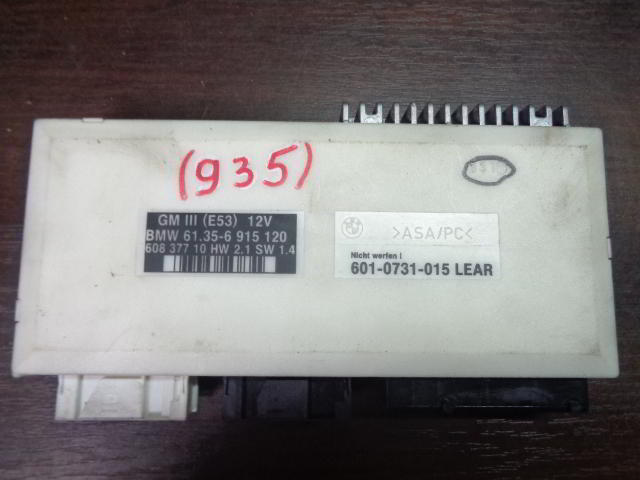 (935)
GM III (E53) 12V
BMW 61.35-6 915 120
608 377 10 HW 2.1 SW 1.4
>ASA/PC<
Nicht werfen !
601-0731-015 LEAR